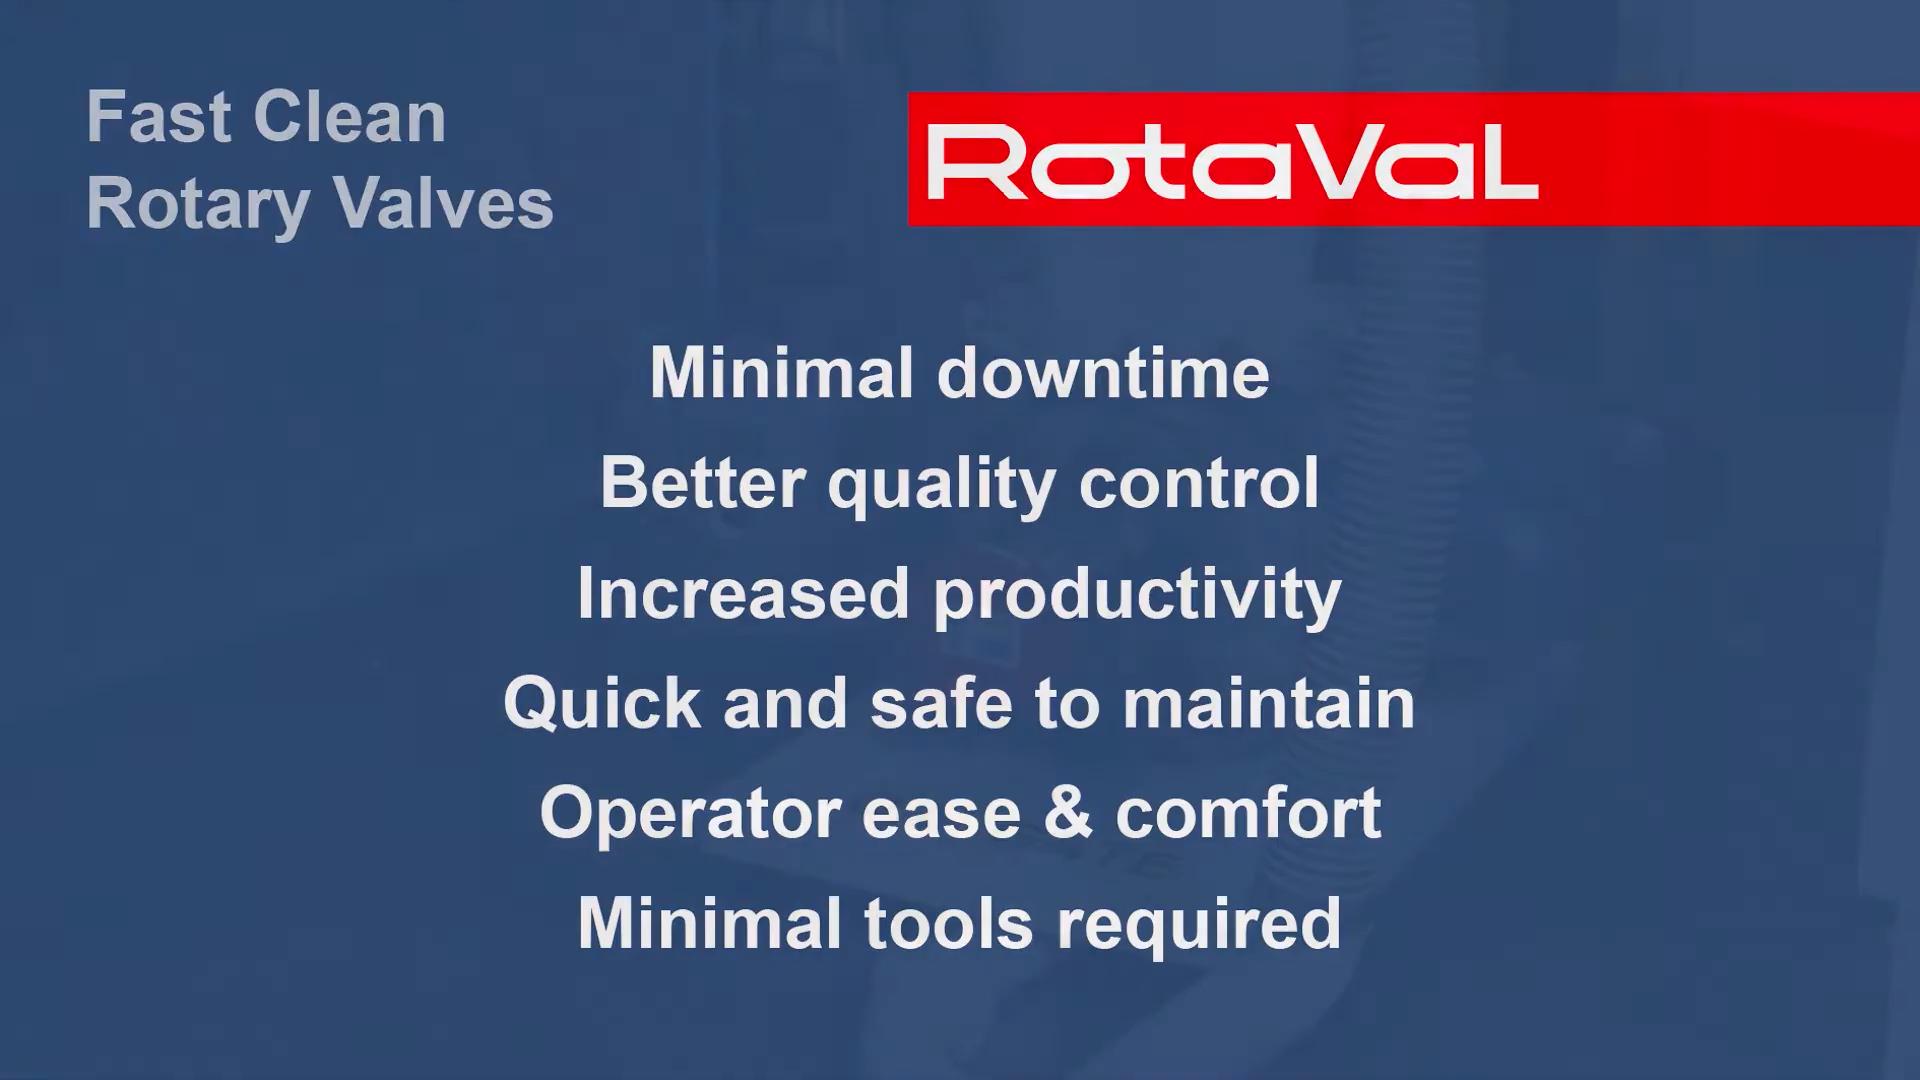 Fast Clean
Rotary Valves
RotaVal
Minimal downtime
Better quality control
Increased productivity
Quick and safe to maintain
Operator ease & comfort
Minimal tools required